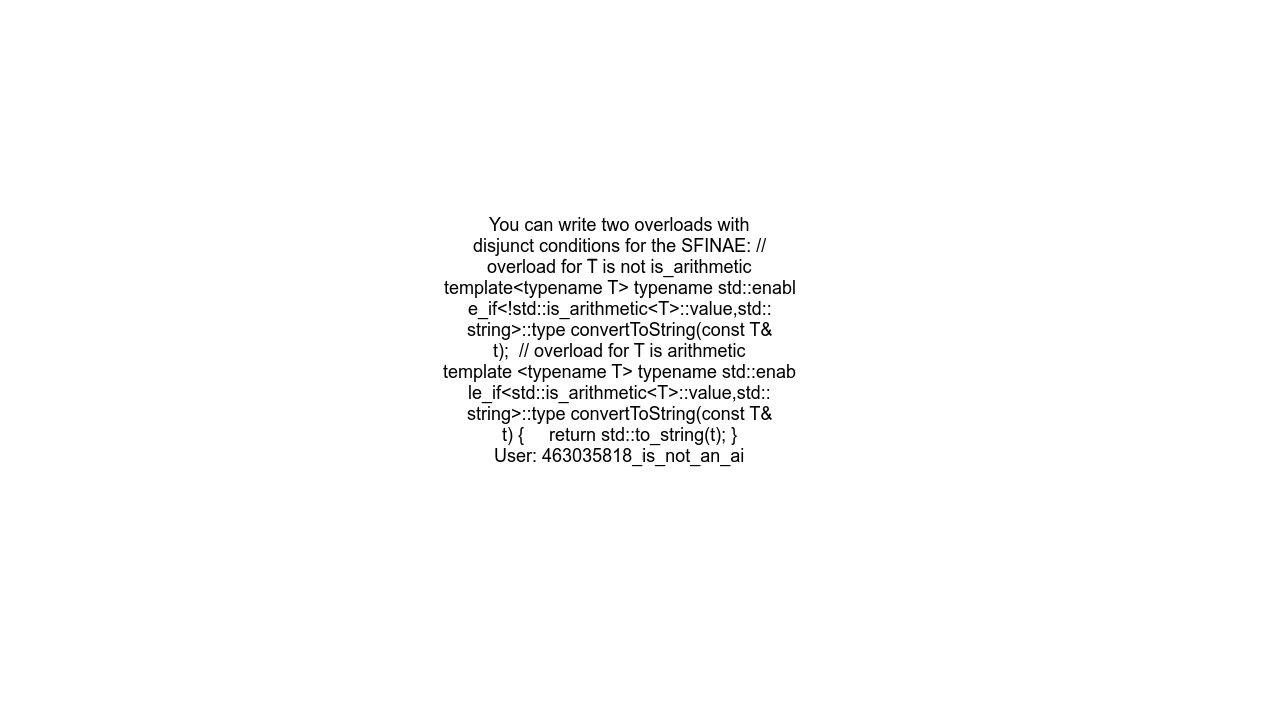 You can write two overloads with
disjunct conditions for the SFINAE: //
overload for T is not is_arithmetic
template<typename T> typename std::enabl
e_if<!std::is_arithmetic<T>::value,std::
string>::type convertToString(const T&
t);  // overload for T is arithmetic
template <typename T> typename std::enab
le_if<std::is_arithmetic<T>::value,std::
string>::type convertToString(const T&
t) {     return std::to_string(t); }
User: 463035818_is_not_an_ai